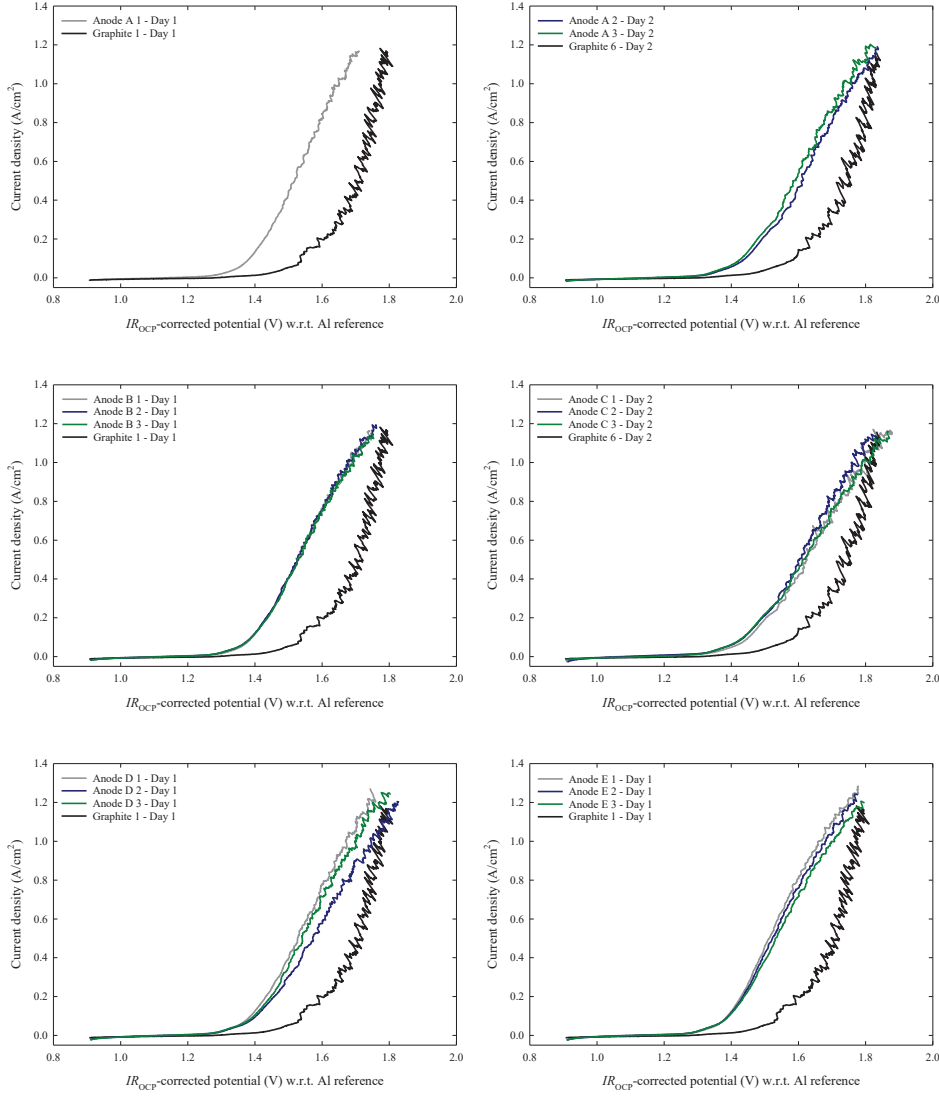 1.4
1.2
1.0
0.8
0.6
0.4
0.2
0.0
Current density (A/cm²)
Anode A 1 - Day 1
Graphite 1 - Day 1
0.8 1.0 1.2 1.4 1.6 1.8 2.0
IR_OCP-corrected potential (V) w.r.t. Al reference
1.4
1.2
1.0
0.8
0.6
0.4
0.2
0.0
Current density (A/cm²)
Anode A 2 - Day 2
Anode A 3 - Day 2
Graphite 6 - Day 2
0.8 1.0 1.2 1.4 1.6 1.8 2.0
IR_OCP-corrected potential (V) w.r.t. Al reference
1.4
1.2
1.0
0.8
0.6
0.4
0.2
0.0
Current density (A/cm²)
Anode B 1 - Day 1
Anode B 2 - Day 1
Anode B 3 - Day 1
Graphite 1 - Day 1
0.8 1.0 1.2 1.4 1.6 1.8 2.0
IR_OCP-corrected potential (V) w.r.t. Al reference
1.4
1.2
1.0
0.8
0.6
0.4
0.2
0.0
Current density (A/cm²)
Anode C 1 - Day 2
Anode C 2 - Day 2
Anode C 3 - Day 2
Graphite 6 - Day 2
0.8 1.0 1.2 1.4 1.6 1.8 2.0
IR_OCP-corrected potential (V) w.r.t. Al reference
1.4
1.2
1.0
0.8
0.6
0.4
0.2
0.0
Current density (A/cm²)
Anode D 1 - Day 1
Anode D 2 - Day 1
Anode D 3 - Day 1
Graphite 1 - Day 1
0.8 1.0 1.2 1.4 1.6 1.8 2.0
IR_OCP-corrected potential (V) w.r.t. Al reference
1.4
1.2
1.0
0.8
0.6
0.4
0.2
0.0
Current density (A/cm²)
Anode E 1 - Day 1
Anode E 2 - Day 1
Anode E 3 - Day 1
Graphite 1 - Day 1
0.8 1.0 1.2 1.4 1.6 1.8 2.0
IR_OCP-corrected potential (V) w.r.t. Al reference